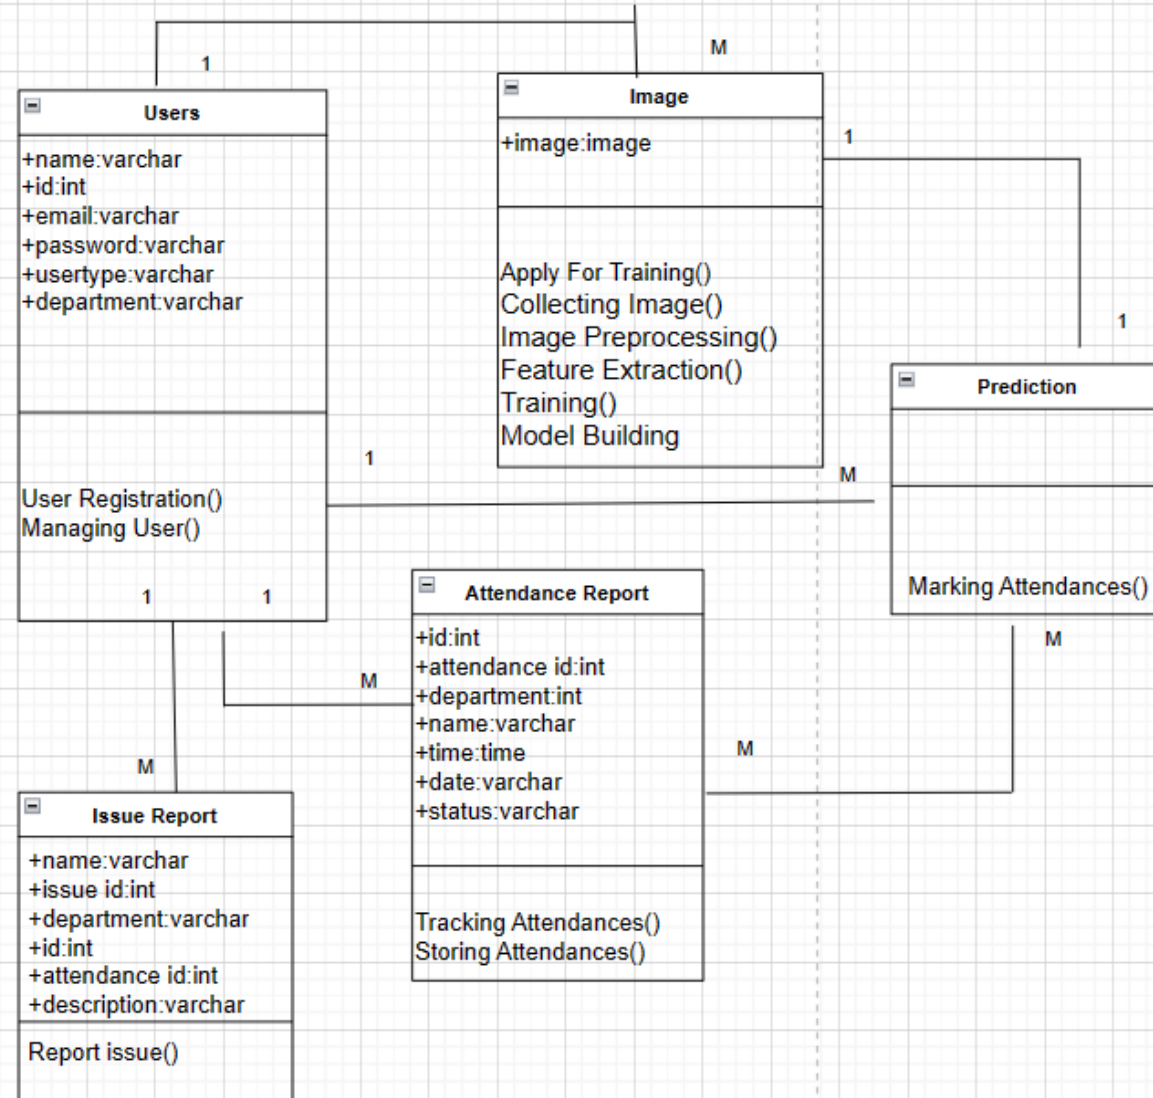 1
M
Users
+name:varchar
+id:int
+email:varchar
+password:varchar
+usertype:varchar
+department:varchar
User Registration()
Managing User()
1
1
Image
+image:image
Apply For Training()
Collecting Image()
Image Preprocessing()
Feature Extraction()
Training()
Model Building
1
1
1
M
Prediction
Marking Attendances()
M
M
M
Attendance Report
+id:int
+attendance id:int
+department:int
+name:varchar
+time:time
+date:varchar
+status:varchar
Tracking Attendances()
Storing Attendances()
M
Issue Report
+name:varchar
+issue id:int
+department:varchar
+id:int
+attendance id:int
+description:varchar
Report issue()